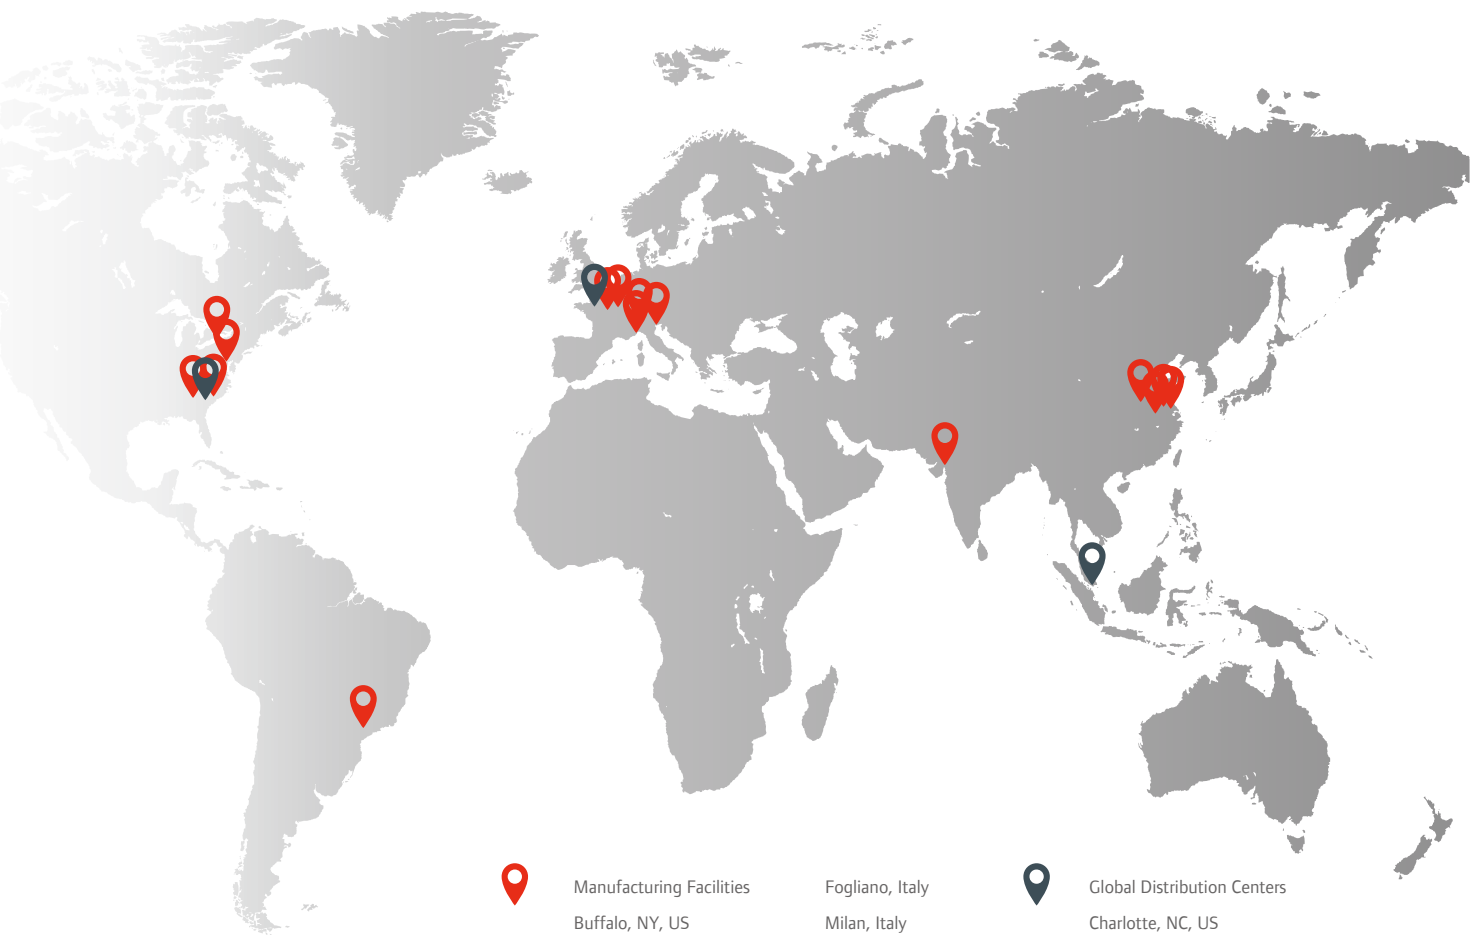 Manufacturing Facilities
Buffalo, NY, US
Fogliano, Italy
Milan, Italy
Global Distribution Centers
Charlotte, NC, US